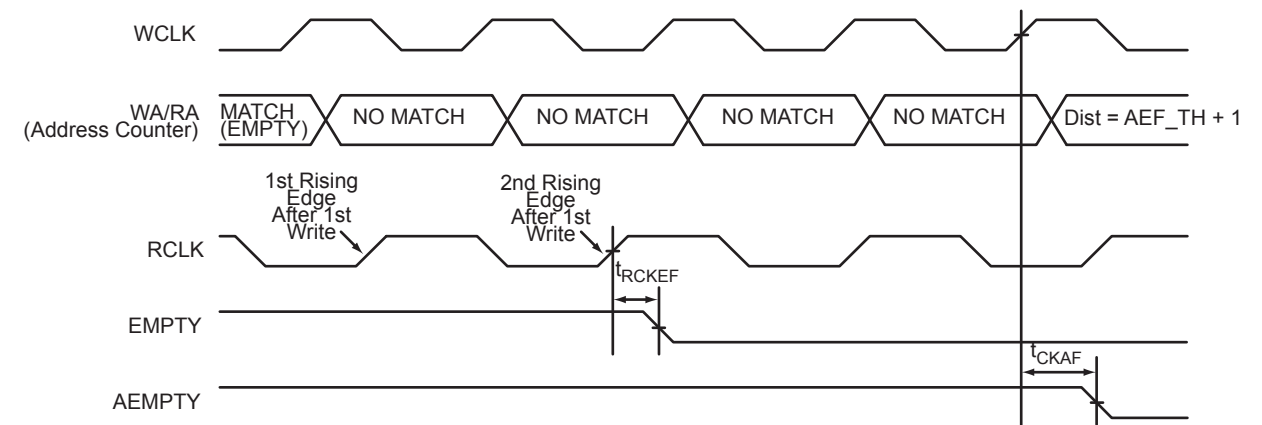 WCLK
WA/RA
(Address Counter)
MATCH
(EMPTY)
NO MATCH
NO MATCH
NO MATCH
NO MATCH
Dist = AEF_TH + 1
1st Rising
Edge
After 1st
Write
2nd Rising
Edge
After 1st
Write
RCLK
tRCKEF
EMPTY
tCKAF
AEMPTY